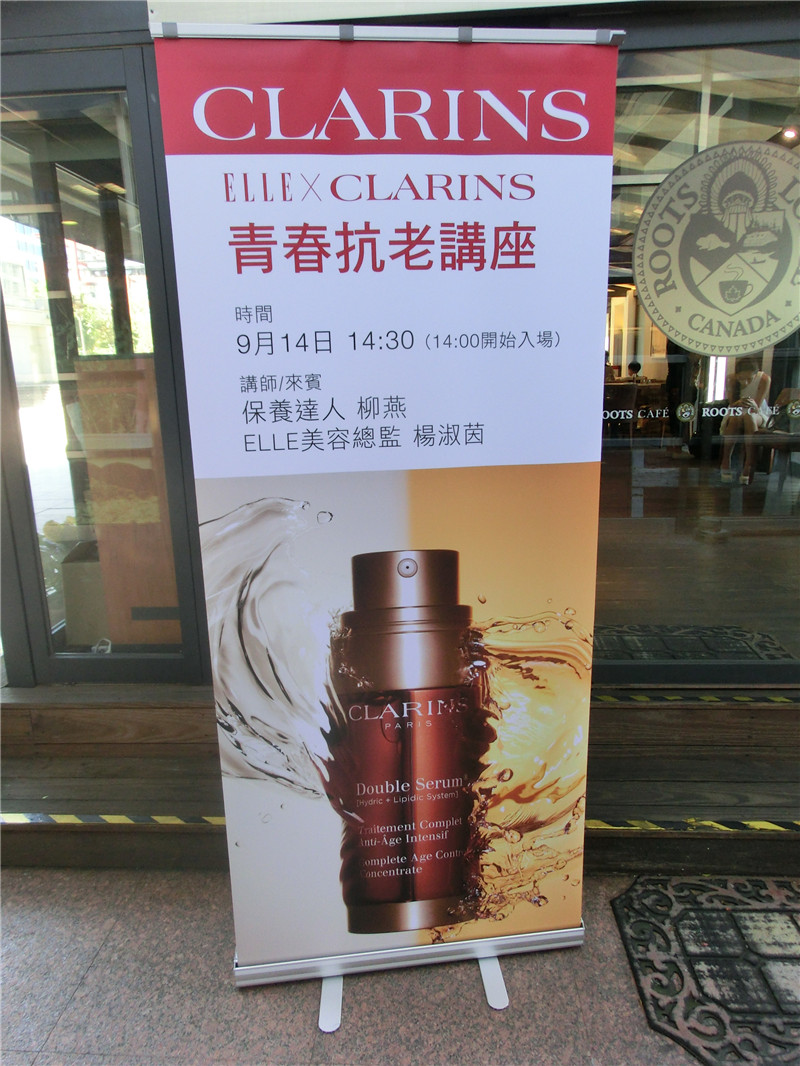 CLARINS
ELLE X CLARINS
青春抗老講座
時間
9月14日 14:30（14:00開始入場）
講師/來賓
保養達人 柳燕
ELLE美容總監 楊淑茵
CLARINS
PARIS
Double Serum
[Hydric + Lipidic System]
Traitement Complet
Anti-Âge Intensif
Complete Age Control
Concentrate
ROOTS
CANADA
ROOTS CAFÉ
ROOTS CAFÉ